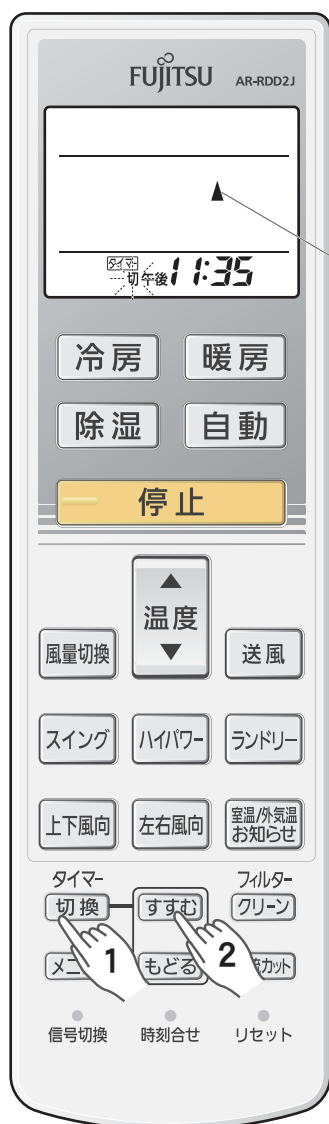 FUJITSU AR-RDD2J
タイマー
切 午後 11:35
冷房 暖房
除湿 自動
停止
▲
温度
▼
風量切換 送風
スイング ハイパワー ランドリー
上下風向 左右風向 室温/外気温
お知らせ
タイマー フィルター
切換 すすむ クリーン
1 2
もどる カット
信号切換 時刻合せ リセット